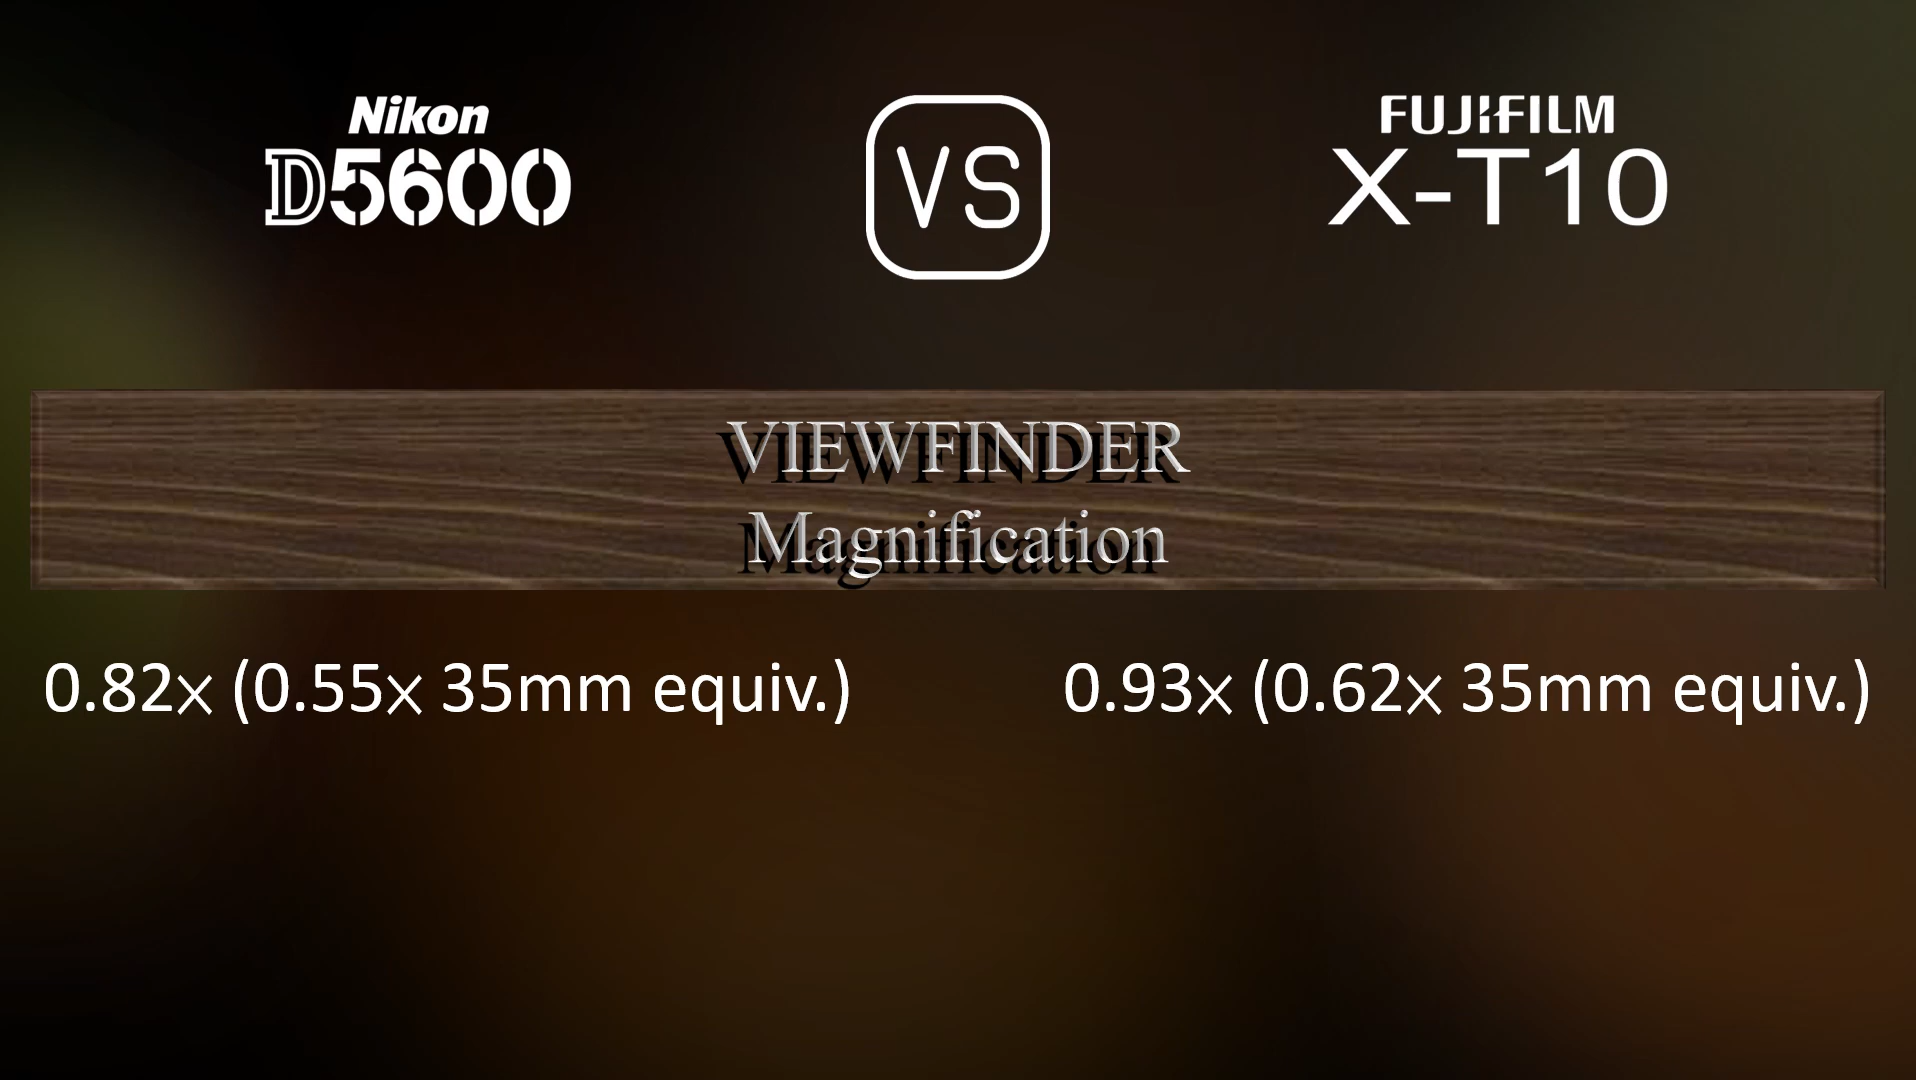 Nikon
D5600
VS
FUJIFILM
X-T10
VIEWFINDER
Magnification
0.82x (0.55x 35mm equiv.)
0.93x (0.62x 35mm equiv.)